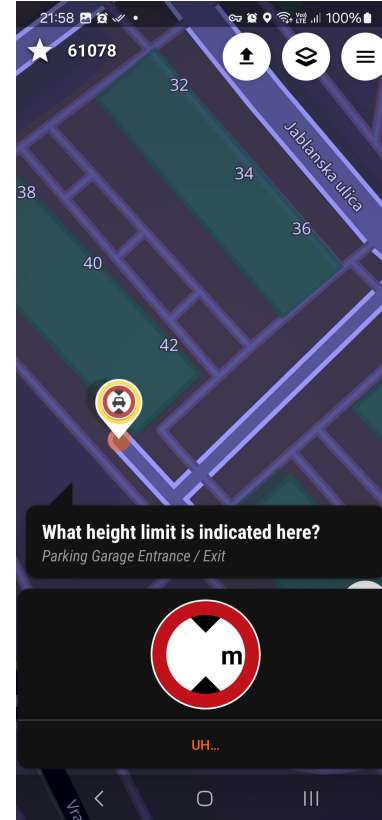 21:58
100%
61078
32
Jablanska ulica
34
38
36
40
42
What height limit is indicated here?
Parking Garage Entrance / Exit
m
UH...
Vra